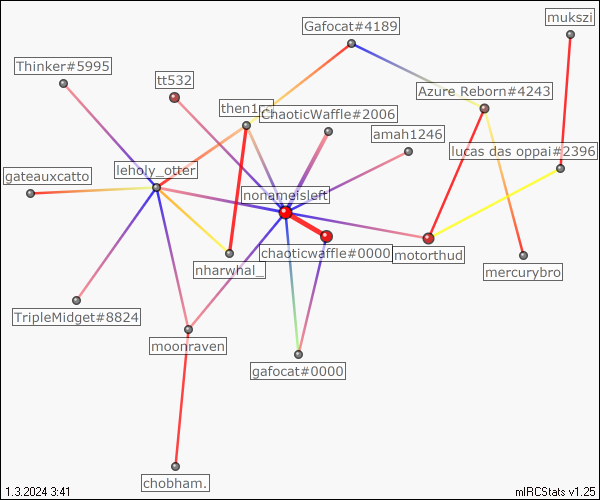 mukszi
Gafocat#4189
Thinker#5995
tt532
Azure Reborn#4243
then1
ChaoticWaffle#2006
amah1246
lucas das oppai#2396
leholy_otter
gateauxcatto
nonameisleft
chaoticwaffle#0000
motorthud
nharwhal_
mercurybro
TripleMidget#8824
moonraven
gafocat#0000
chobham.
1.3.2024 3:41
mIRCStats v1.25